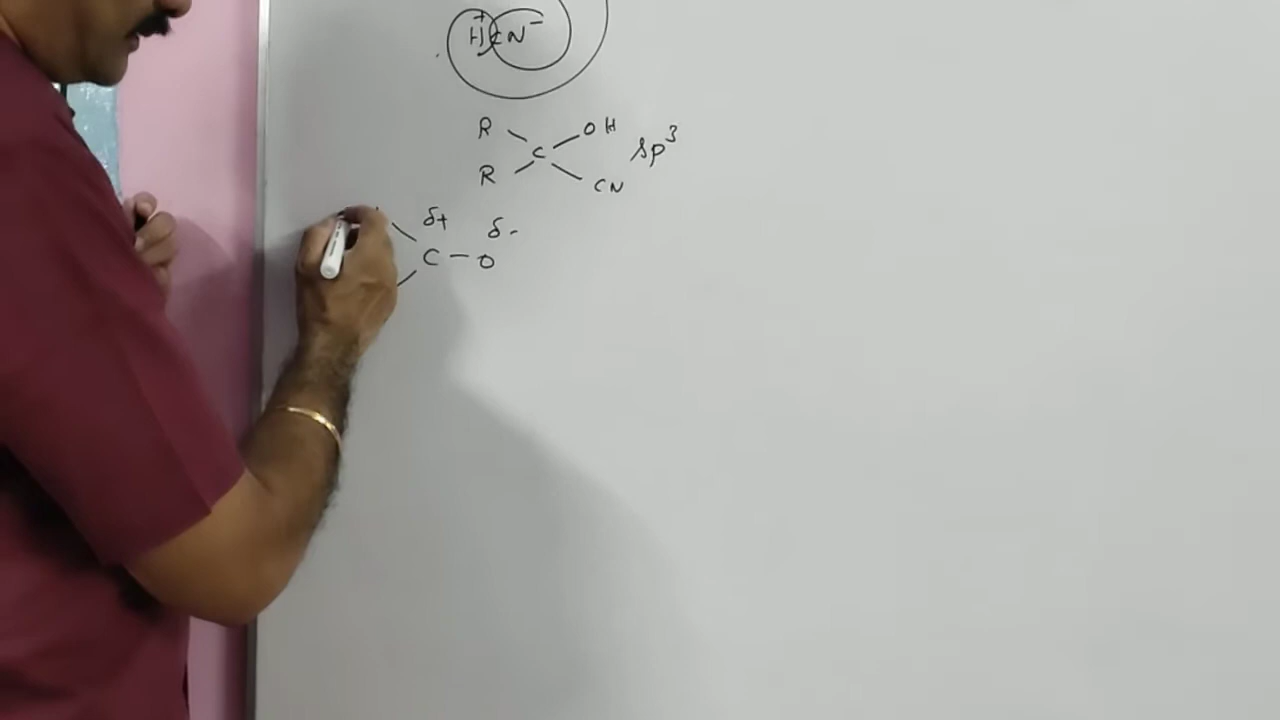 H+ CN-
R OH
C sp3
R CN
δ+ δ-
C - O